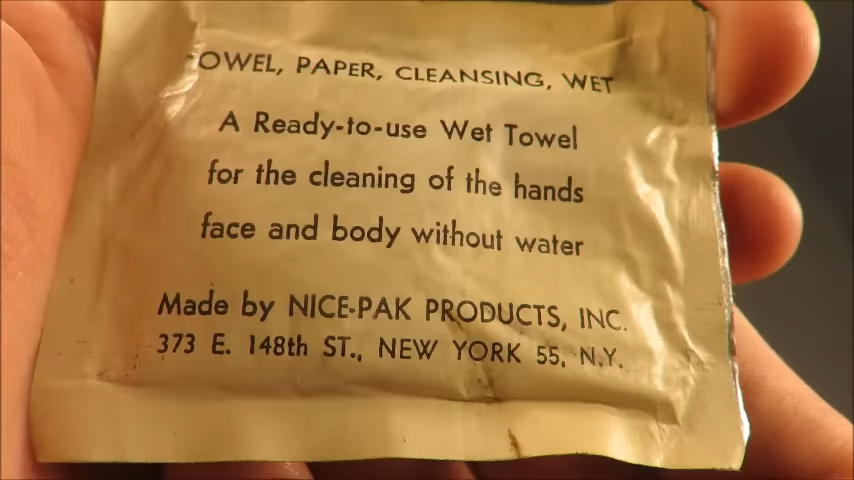 TOWEL, PAPER, CLEANSING, WET
A Ready-to-use Wet Towel
for the cleaning of the hands
face and body without water
Made by NICE-PAK PRODUCTS, INC.
373 E. 148th ST., NEW YORK 55, N.Y.